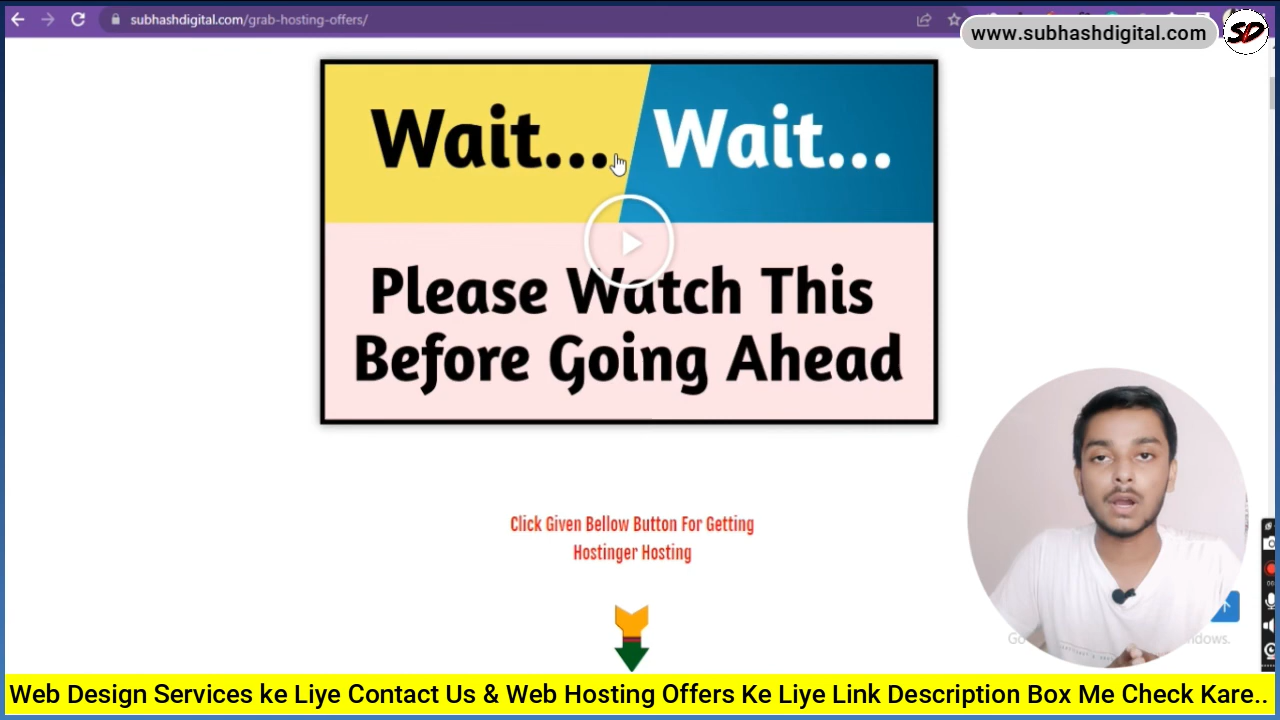 subhashdigital.com/grab-hosting-offers/
www.subhashdigital.com
SD
Wait... Wait...
Please Watch This
Before Going Ahead
Click Given Bellow Button For Getting
Hostinger Hosting
Go
ndows.
Web Design Services ke Liye Contact Us & Web Hosting Offers Ke Liye Link Description Box Me Check Kare..